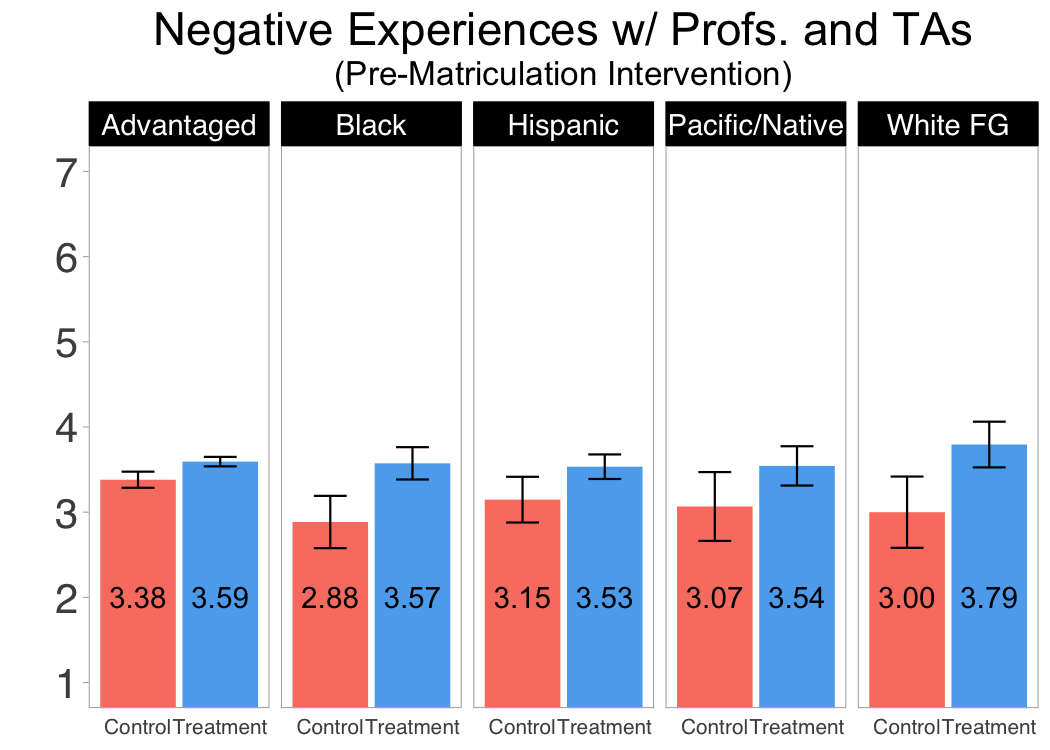 Negative Experiences w/ Profs. and TAs
(Pre-Matriculation Intervention)
Advantaged Black Hispanic Pacific/Native White FG
7
6
5
4
3
2
1
3.38 3.59 2.88 3.57 3.15 3.53 3.07 3.54 3.00 3.79
Control Treatment Control Treatment Control Treatment Control Treatment Control Treatment